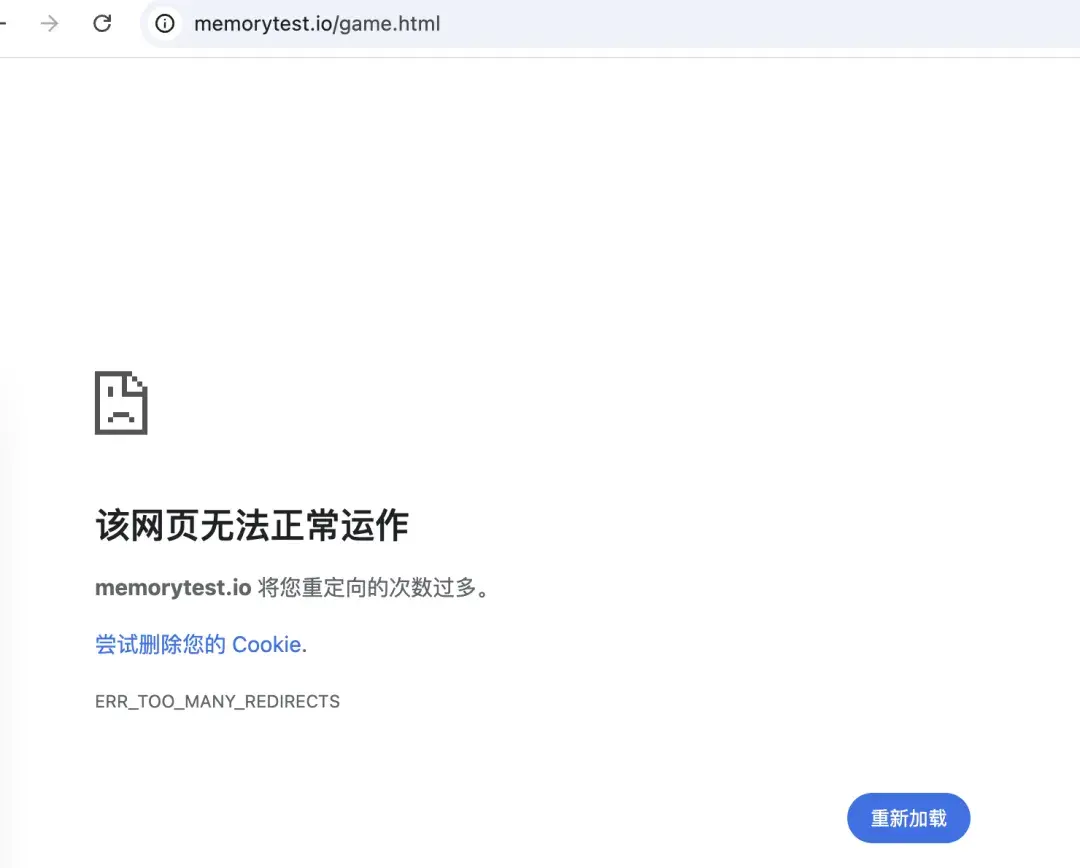 memorytest.io/game.html
该网页无法正常运作
memorytest.io 将您重定向的次数过多。
尝试删除您的 Cookie.
ERR_TOO_MANY_REDIRECTS
重新加载